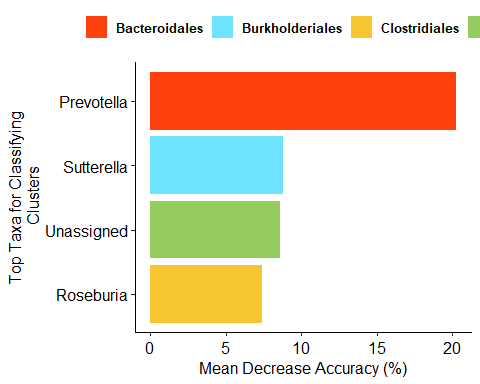 Bacteroidales Burkholderiales Clostridiales
Top Taxa for Classifying
Clusters
Prevotella
Sutterella
Unassigned
Roseburia
0 5 10 15 20
Mean Decrease Accuracy (%)